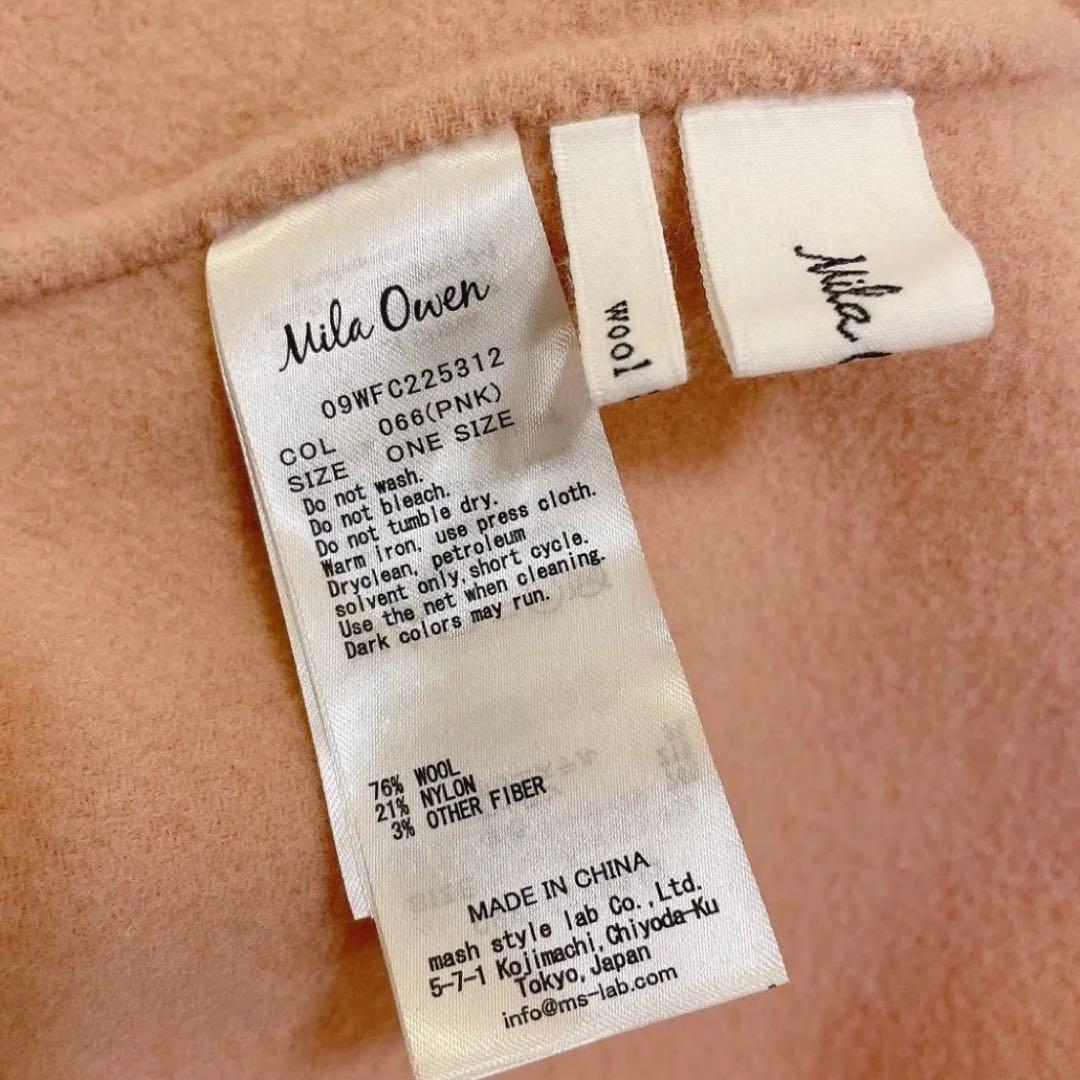 Mila Owen
09WFC225312
COL 066(PNK)
SIZE ONE SIZE
Do not wash.
Do not bleach.
Do not tumble dry.
Warm iron, use press cloth.
Dryclean, petroleum
solvent only, short cycle.
Use the net when cleaning.
Dark colors may run.
76% WOOL
21% NYLON
3% OTHER FIBER
MADE IN CHINA
mash style lab Co.,Ltd.
5-7-1 Kojimachi,Chiyoda-Ku
Tokyo,Japan
info@ms-lab.com
wool
Mila